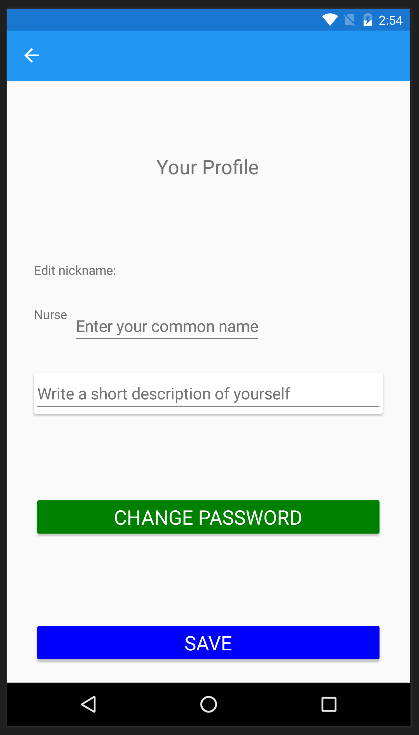 2:54
Your Profile
Edit nickname:
Nurse
Enter your common name
Write a short description of yourself
CHANGE PASSWORD
SAVE